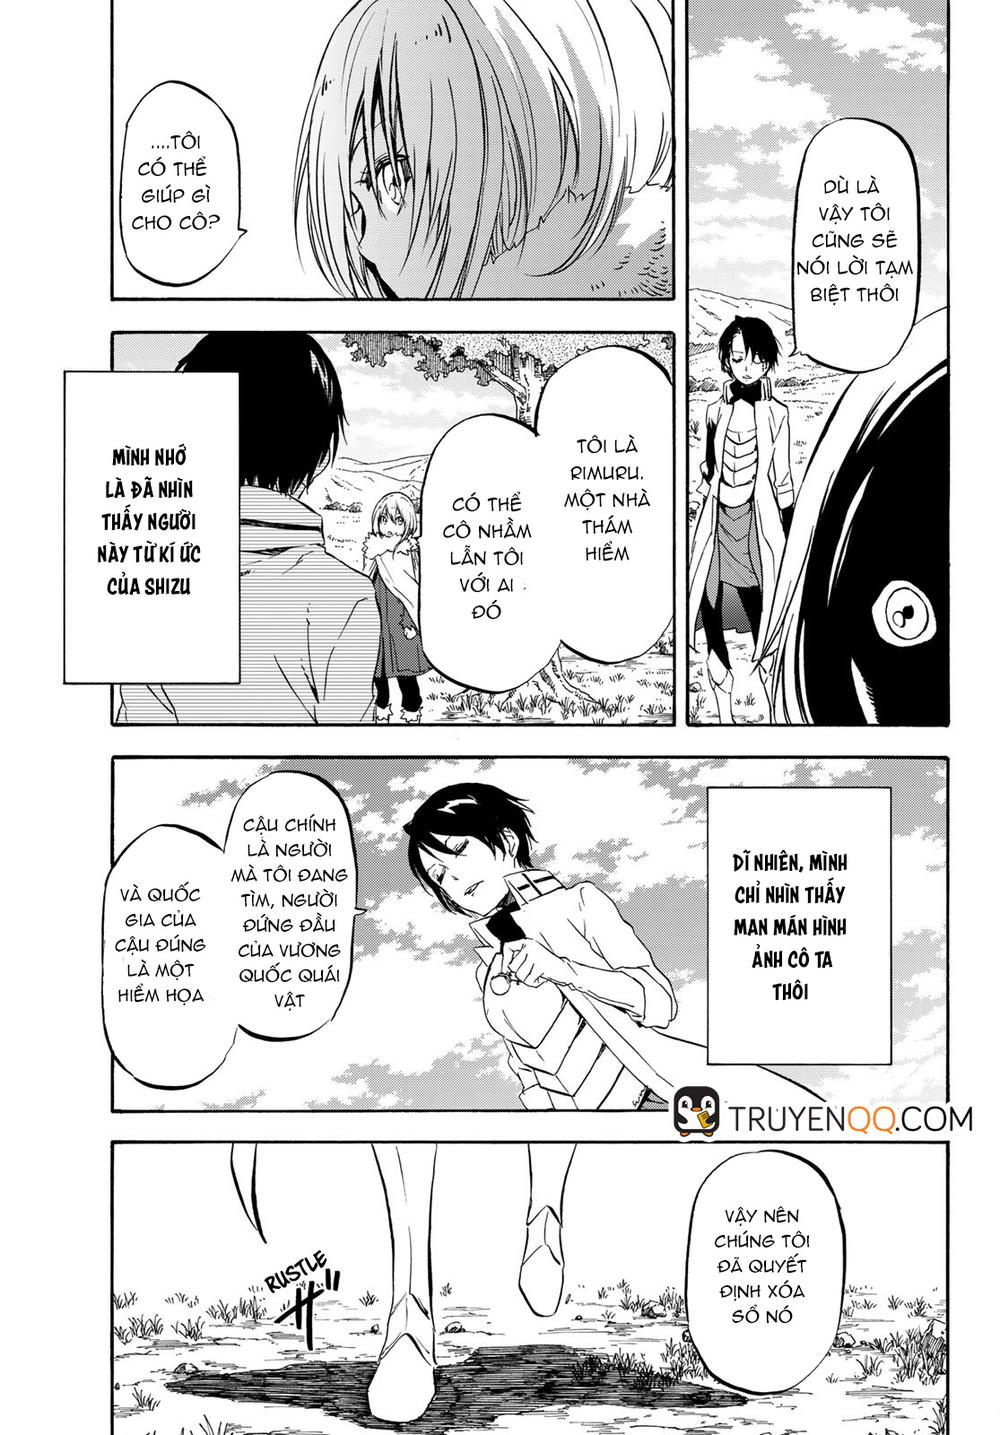 DÙ LÀ
VẬY TÔI
CŨNG SẼ
NÓI LỜI TẠM
BIỆT THÔI
....TÔI
CÓ THỂ
GIÚP GÌ
CHO CÔ?
TÔI LÀ
RIMURU.
MỘT NHÀ
THÁM
HIỂM
CÓ THỂ
CÔ NHẦM
LẪN TÔI
VỚI AI
ĐÓ
MÌNH NHỚ
LÀ ĐÃ NHÌN
THẤY NGƯỜI
NÀY TỪ KÍ ỨC
CỦA SHIZU
DĨ NHIÊN, MÌNH
CHỈ NHÌN THẤY
MAN MÁN HÌNH
ẢNH CÔ TA
THÔI
CẬU CHÍNH
LÀ NGƯỜI
MÀ TÔI ĐANG
TÌM, NGƯỜI
ĐỨNG ĐẦU
CỦA VƯƠNG
QUỐC QUÁI
VẬT
VÀ QUỐC
GIA CỦA
CẬU ĐÚNG
LÀ MỘT
HIỂM HỌA
TRUYENQQ.COM
VẬY NÊN
CHÚNG TÔI
ĐÃ QUYẾT
ĐỊNH XÓA
SỔ NÓ
RUSTLE
ザッ